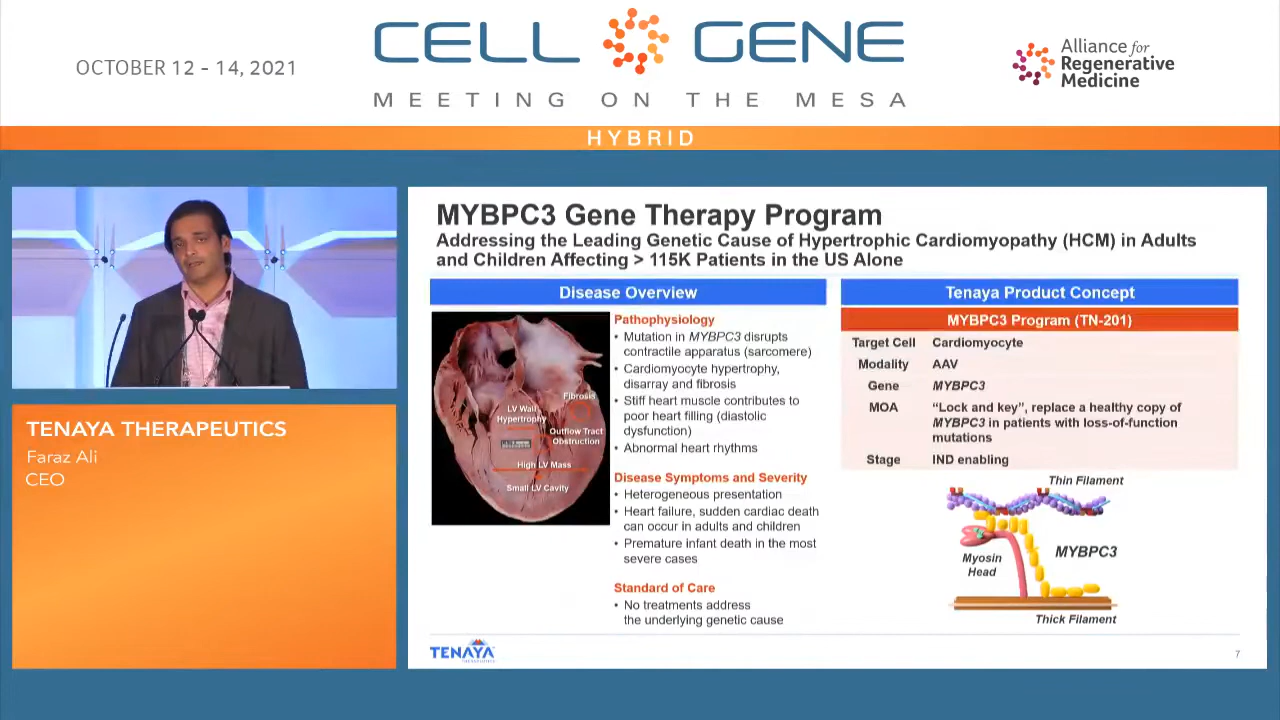 OCTOBER 12 - 14, 2021
CELL GENE
MEETING ON THE MESA
Alliance for
Regenerative
Medicine
HYBRID
TENAYA THERAPEUTICS
Faraz Ali
CEO
MYBPC3 Gene Therapy Program
Addressing the Leading Genetic Cause of Hypertrophic Cardiomyopathy (HCM) in Adults
and Children Affecting > 115K Patients in the US Alone
Disease Overview
Fibrosis
LV Wall
Hypertrophy
Outflow Tract
Obstruction
High LV Mass
Small LV Cavity
Pathophysiology
• Mutation in MYBPC3 disrupts
contractile apparatus (sarcomere)
• Cardiomyocyte hypertrophy,
disarray and fibrosis
• Stiff heart muscle contributes to
poor heart filling (diastolic
dysfunction)
• Abnormal heart rhythms
Disease Symptoms and Severity
• Heterogeneous presentation
• Heart failure, sudden cardiac death
can occur in adults and children
• Premature infant death in the most
severe cases
Standard of Care
• No treatments address
the underlying genetic cause
Tenaya Product Concept
MYBPC3 Program (TN-201)
Target Cell Cardiomyocyte
Modality AAV
Gene MYBPC3
MOA “Lock and key”, replace a healthy copy of
MYBPC3 in patients with loss-of-function
mutations
Stage IND enabling
Thin Filament
MYBPC3
Myosin
Head
Thick Filament
TENAYA
THERAPEUTICS
7